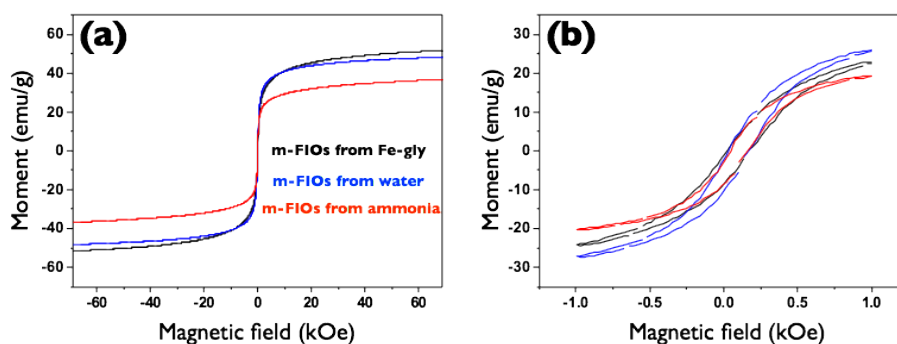 (a)
60
40
20
0
-20
-40
-60
Moment (emu/g)
m-FIOs from Fe-gly
m-FIOs from water
m-FIOs from ammonia
-60
-40
-20
0
20
40
60
Magnetic field (kOe)
(b)
30
20
10
0
-10
-20
-30
Moment (emu/g)
-1.0
-0.5
0.0
0.5
1.0
Magnetic field (kOe)